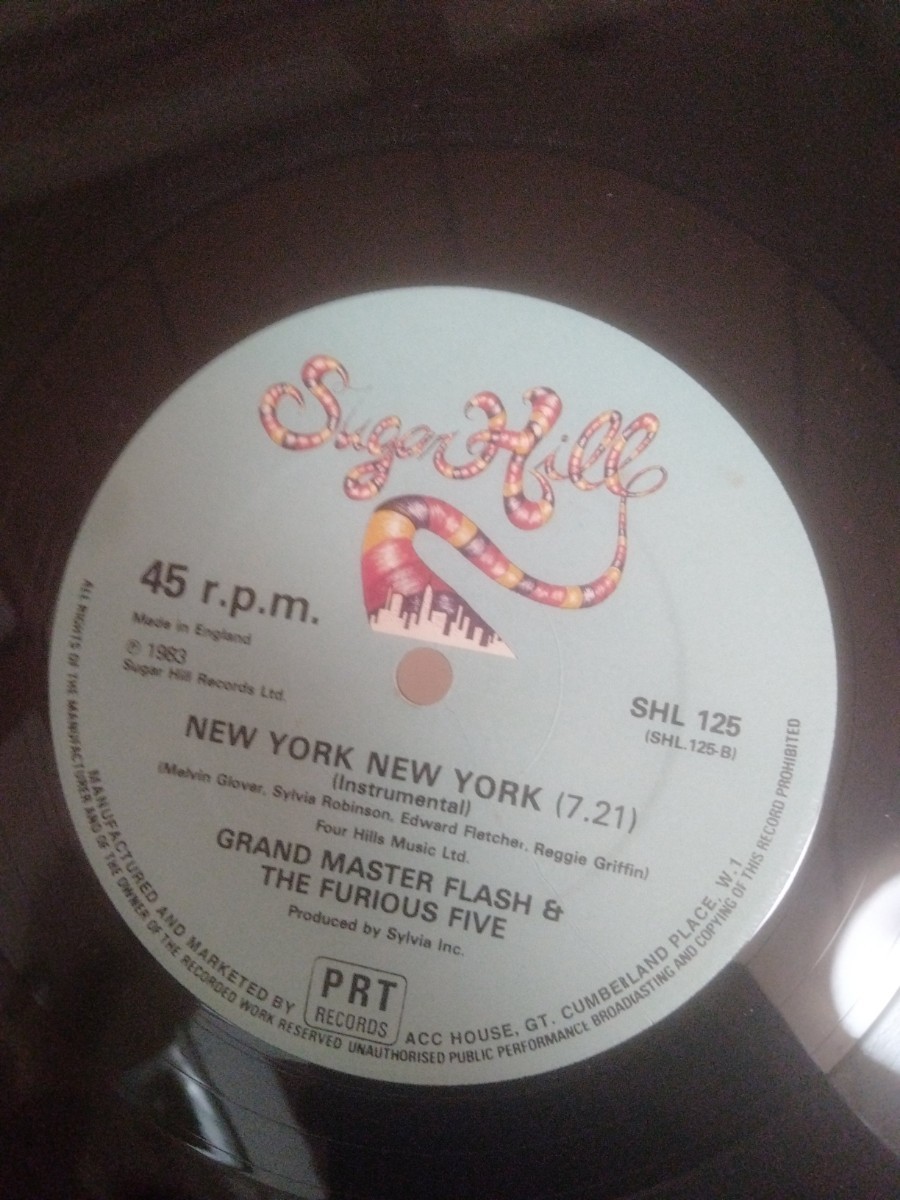 Sugar Hill
45 r.p.m.
Made in England
℗ 1983
Sugar Hill Records Ltd.
SHL 125
(SHL.125-B)
NEW YORK NEW YORK (7.21)
(Instrumental)
(Melvin Glover, Sylvia Robinson, Edward Fletcher, Reggie Griffin)
Four Hills Music Ltd.
GRAND MASTER FLASH &
THE FURIOUS FIVE
Produced by Sylvia Inc.
MANUFACTURED AND MARKETED BY PRT RECORDS ACC HOUSE, GT. CUMBERLAND PLACE, W.1
ALL RIGHTS OF THE MANUFACTURER AND OF THE OWNER OF THE RECORDED WORK RESERVED UNAUTHORISED PUBLIC PERFORMANCE BROADCASTING AND COPYING OF THIS RECORD PROHIBITED